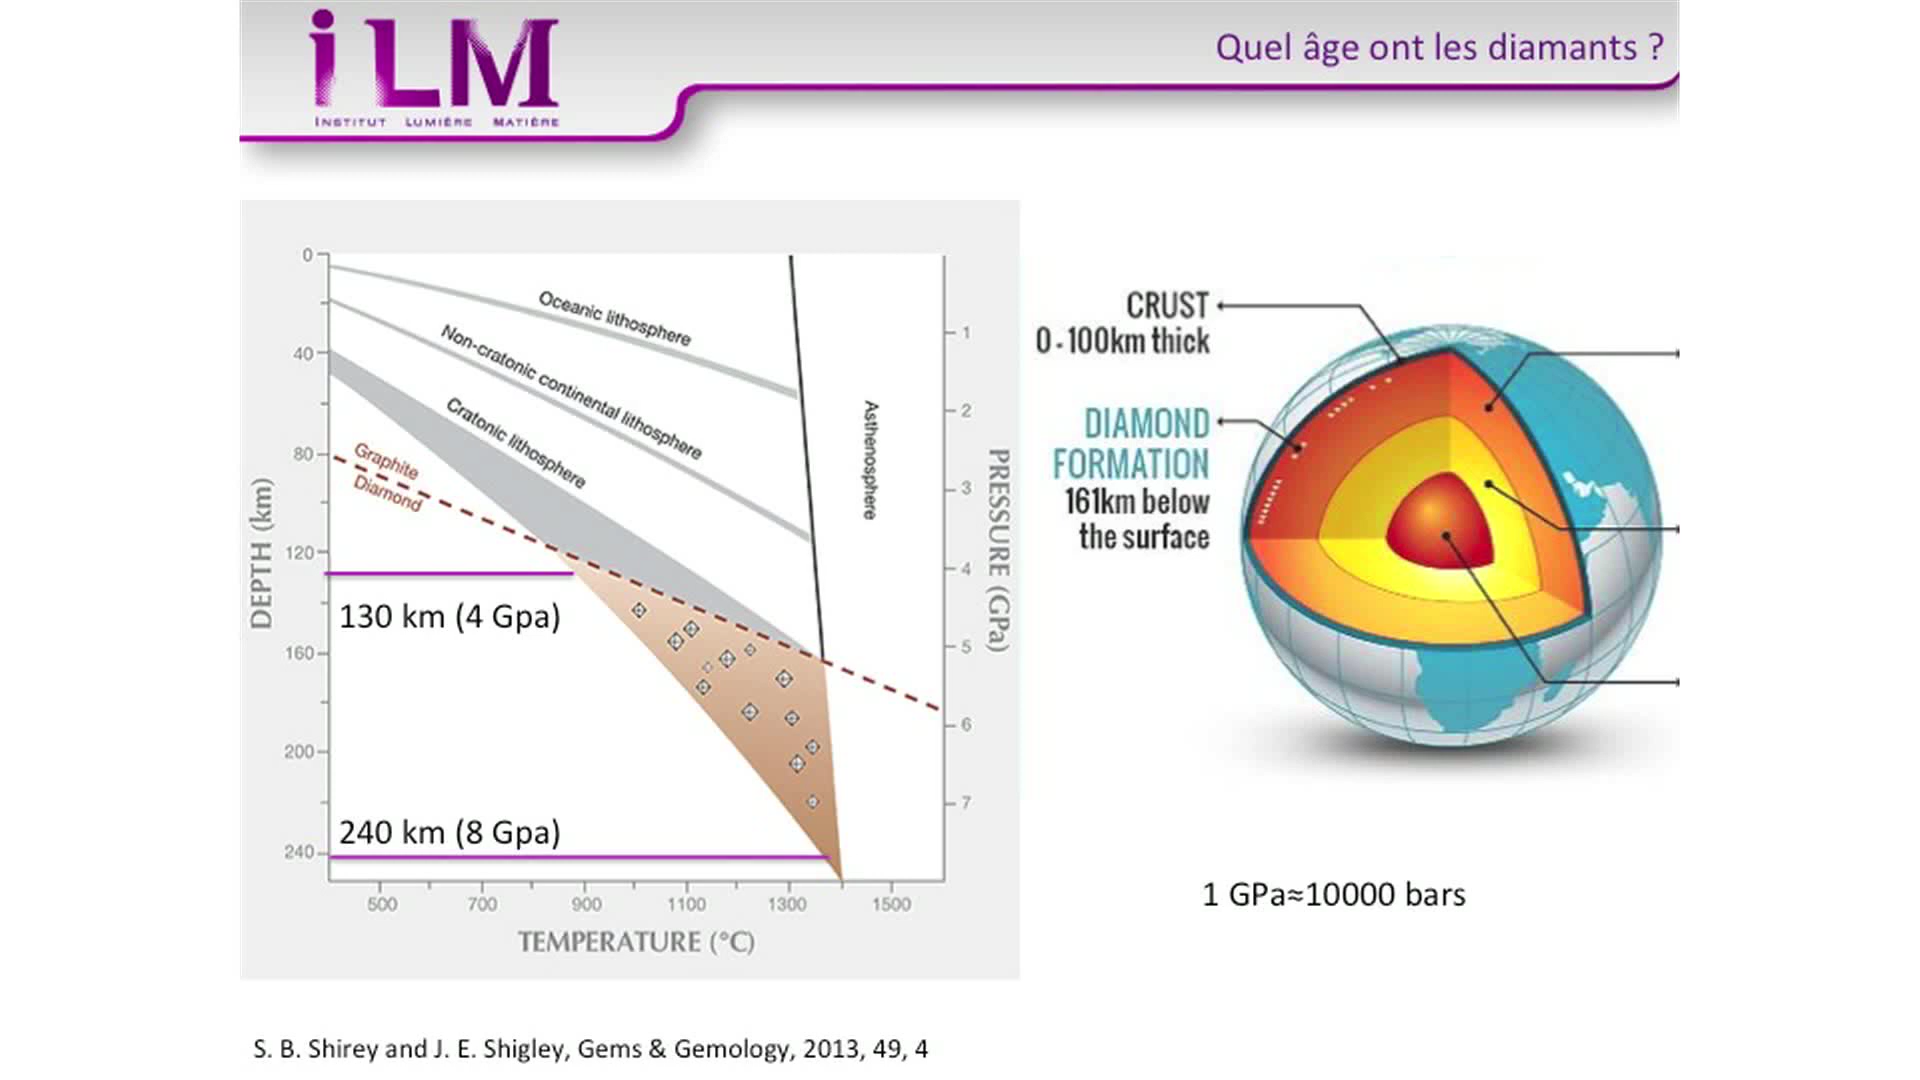 iLM
INSTITUT LUMIÈRE MATIÈRE
Quel âge ont les diamants ?
0
40
80
120
160
200
240
DEPTH (km)
Oceanic lithosphere
Non-cratonic continental lithosphere
Cratonic lithosphere
Graphite
Diamond
Asthenosphere
130 km (4 Gpa)
240 km (8 Gpa)
1
2
3
4
5
6
7
PRESSURE (GPa)
500 700 900 1100 1300 1500
TEMPERATURE (°C)
CRUST
0-100km thick
DIAMOND
FORMATION
161km below
the surface
1 GPa≈10000 bars
S. B. Shirey and J. E. Shigley, Gems & Gemology, 2013, 49, 4